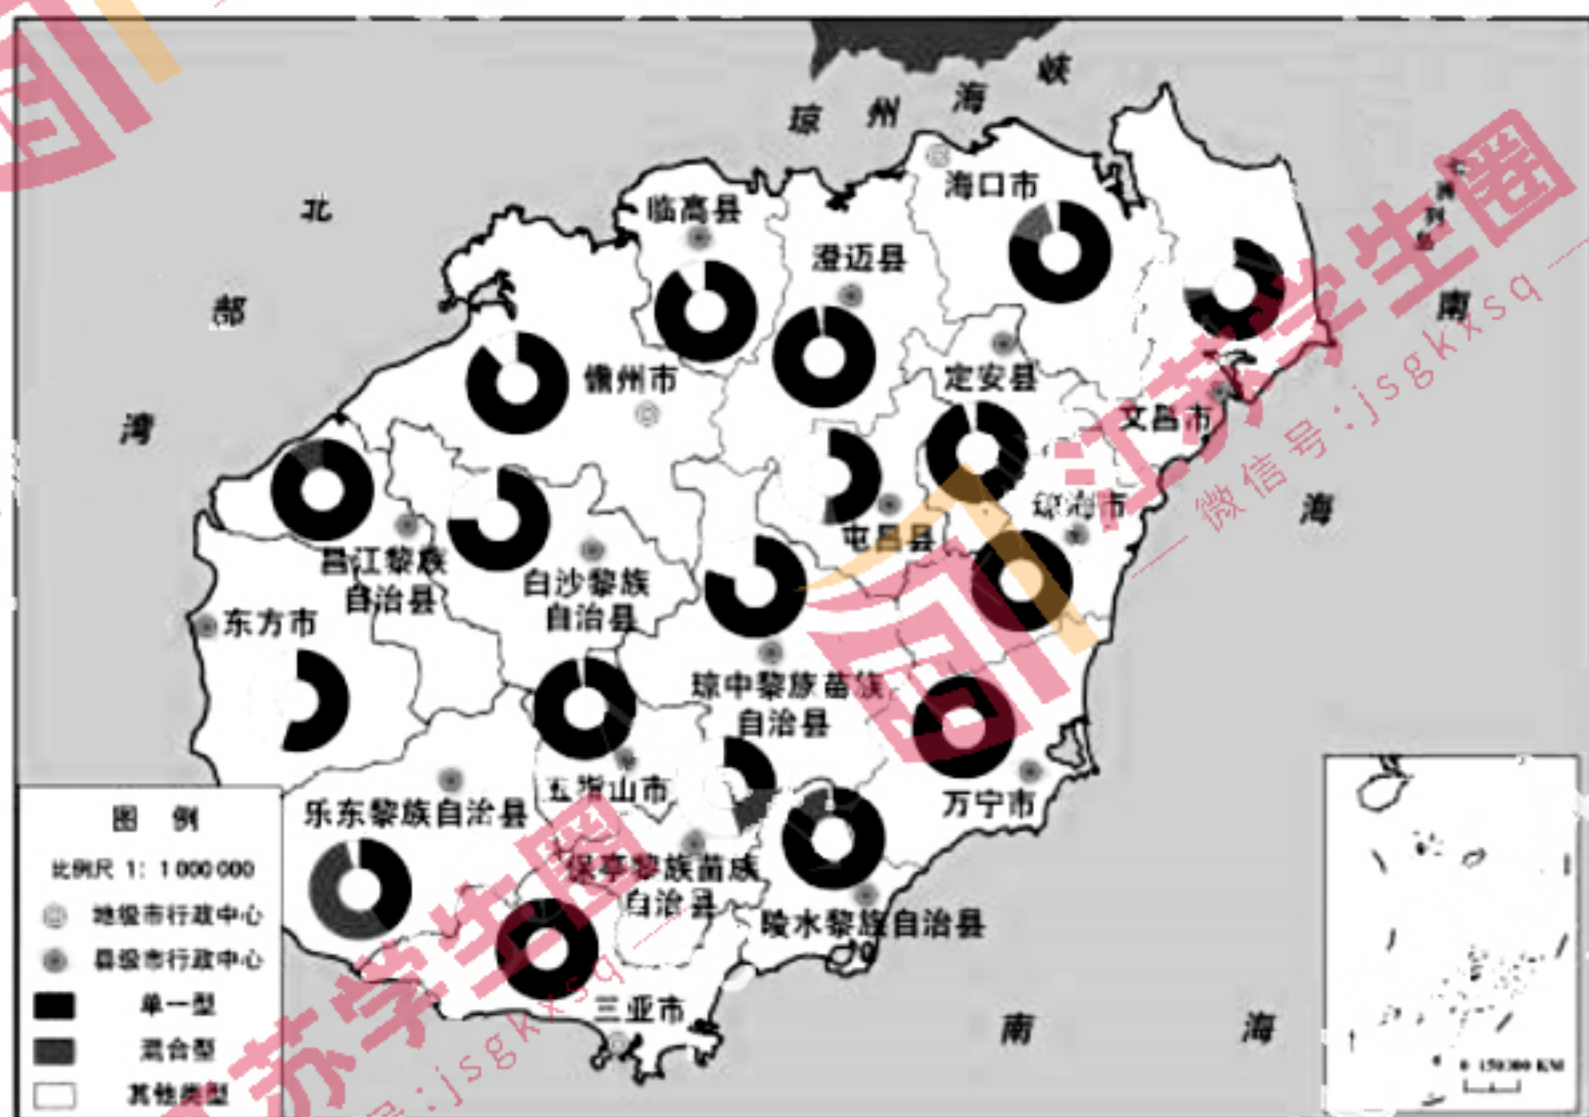 琼州海峡
海口市
临高县
澄迈县
北部湾
儋州市
定安县
文昌市
琼海市
屯昌县
昌江黎族
自治县
白沙黎族
自治县
东方市
琼中黎族苗族
自治县
五指山市
万宁市
乐东黎族自治县
保亭黎族苗族
自治县
陵水黎族自治县
三亚市
南海
南海
图 例
比例尺 1: 1 000 000
地级市行政中心
县级市行政中心
单一型
混合型
其他类型
江苏学生圈
微信号:jsgkxsq
苏学生圈
号:jsgkxsq